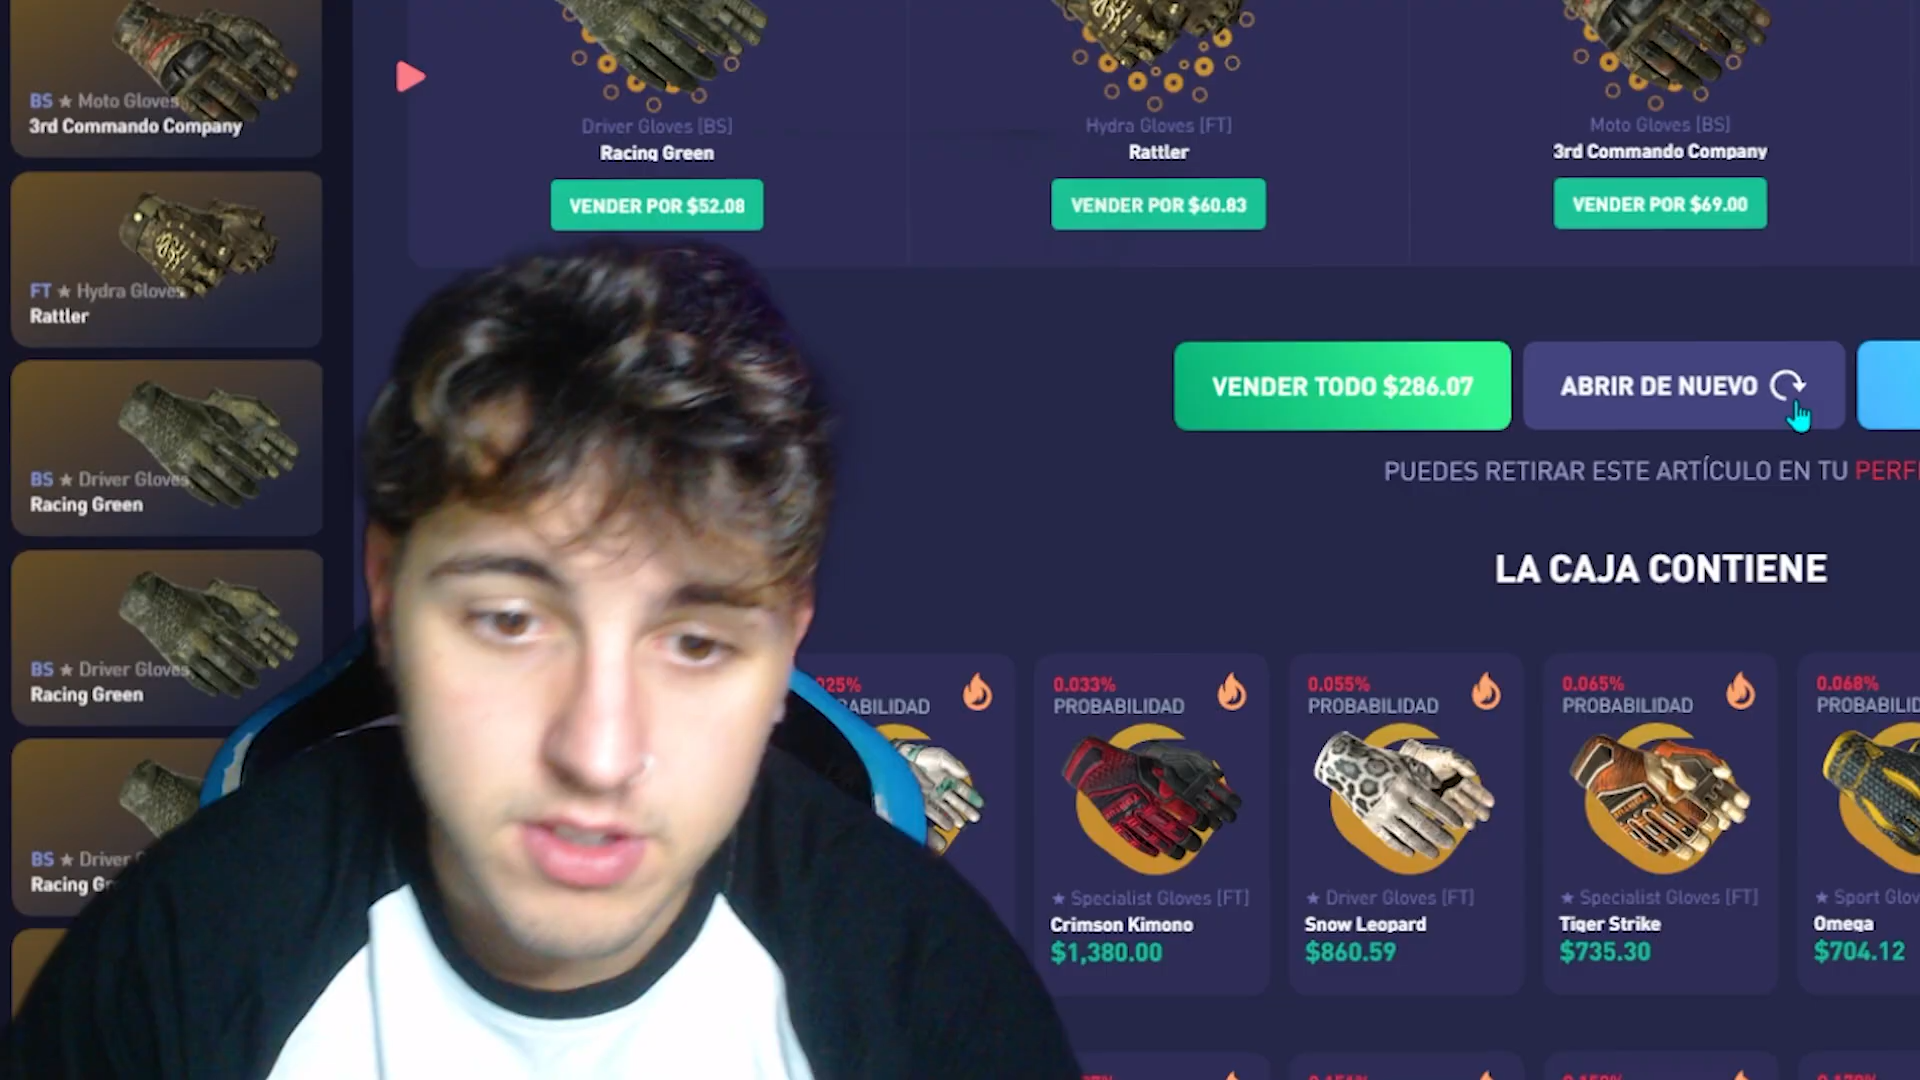 BS ★ Moto Gloves
3rd Commando Company
FT ★ Hydra Gloves
Rattler
BS ★ Driver Gloves
Racing Green
BS ★ Driver Gloves
Racing Green
BS ★ Driver
Racing
Driver Gloves [BS]
Racing Green
VENDER POR $52.08
Hydra Gloves [FT]
Rattler
VENDER POR $60.83
Moto Gloves [BS]
3rd Commando Company
VENDER POR $69.00
VENDER TODO $286.07
ABRIR DE NUEVO
PUEDES RETIRAR ESTE ARTÍCULO EN TU PERFI
LA CAJA CONTIENE
025%
BABILIDAD
0.033%
PROBABILIDAD
★ Specialist Gloves [FT]
Crimson Kimono
$1,380.00
0.055%
PROBABILIDAD
★ Driver Gloves [FT]
Snow Leopard
$860.59
0.065%
PROBABILIDAD
★ Specialist Gloves [FT]
Tiger Strike
$735.30
0.068%
PROBABILID
★ Sport Glov
Omega
$704.12